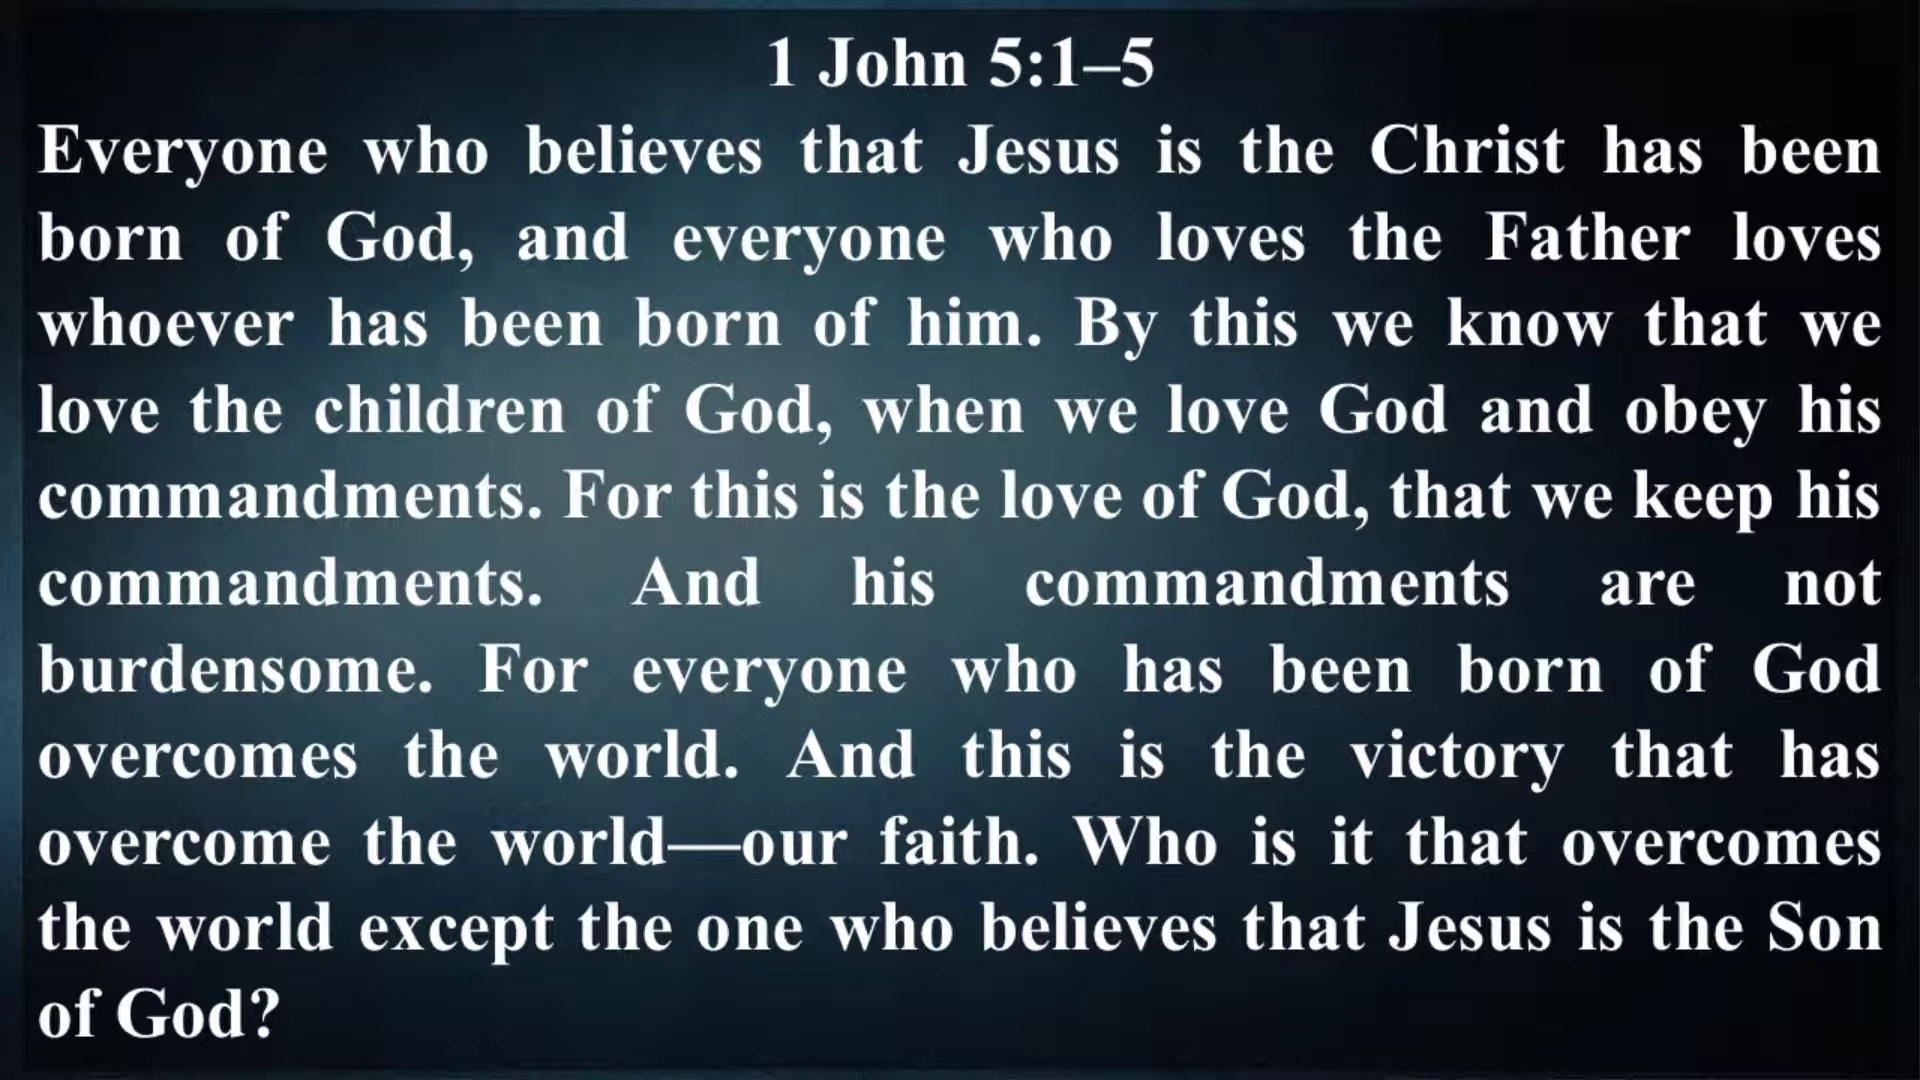 1 John 5:1–5
Everyone who believes that Jesus is the Christ has been
born of God, and everyone who loves the Father loves
whoever has been born of him. By this we know that we
love the children of God, when we love God and obey his
commandments. For this is the love of God, that we keep his
commandments. And his commandments are not
burdensome. For everyone who has been born of God
overcomes the world. And this is the victory that has
overcome the world—our faith. Who is it that overcomes
the world except the one who believes that Jesus is the Son
of God?